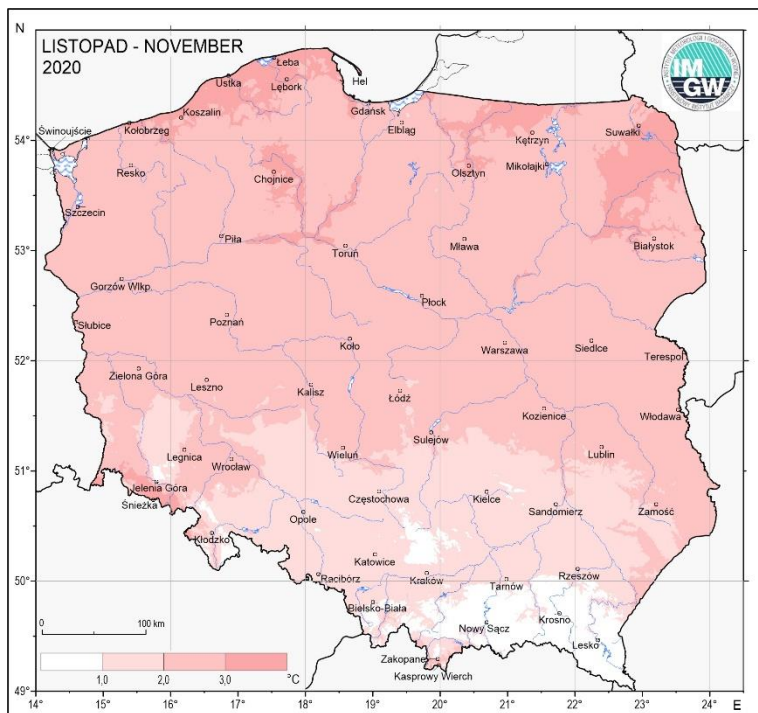 N
LISTOPAD - NOVEMBER
2020
IMGW
Łeba
Hel
Ustka
Lębork
Koszalin
Gdańsk
Elbląg
Kołobrzeg
Świnoujście
Kętrzyn
Suwałki
54°
54°
Resko
Chojnice
Olsztyn
Mikołajki
Szczecin
Piła
Toruń
Mława
Białystok
53°
53°
Gorzów Wlkp.
Płock
Słubice
Poznań
Koło
Warszawa
Siedlce
Terespol
52°
52°
Zielona Góra
Leszno
Kalisz
Łódź
Kozienice
Włodawa
Sulejów
Legnica
Wrocław
Wieluń
Lublin
51°
51°
Jelenia Góra
Śnieżka
Częstochowa
Kielce
Sandomierz
Zamość
Opole
Kłodzko
Katowice
50°
50°
Racibórz
Kraków
Tarnów
Rzeszów
Bielsko-Biała
0 100 km
Nowy Sącz
Krosno
Lesko
Zakopane
Kasprowy Wierch
1,0 2,0 3,0 °C
49°
49°
14° 15° 16° 17° 18° 19° 20° 21° 22° 23° 24° E